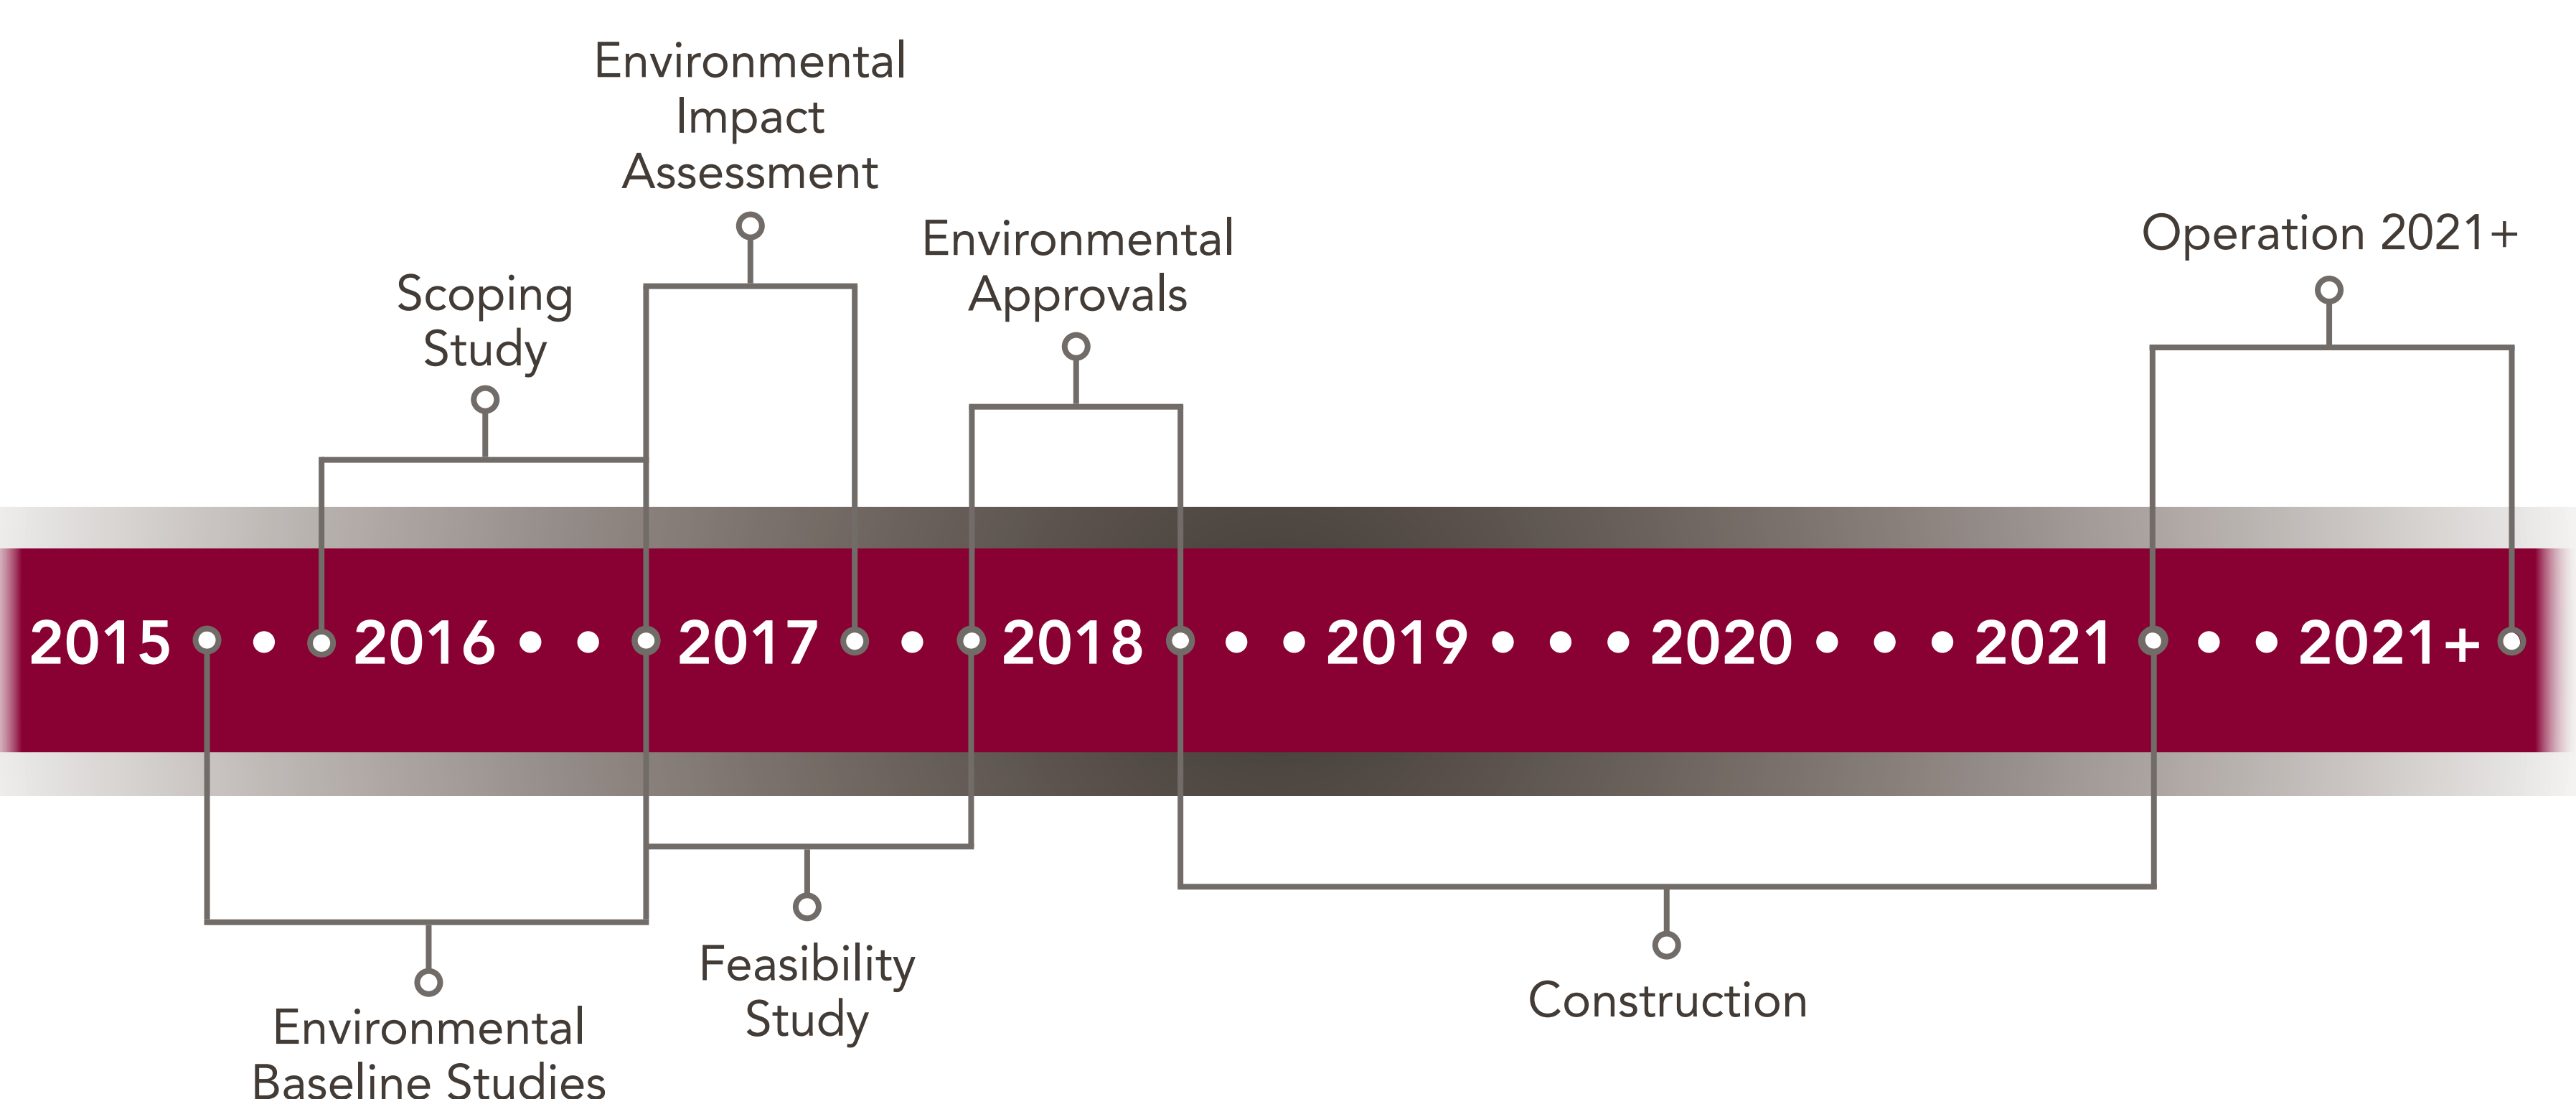 Environmental
Impact
Assessment
Scoping
Study
Environmental
Approvals
Operation 2021+
2015 2016 2017 2018 2019 2020 2021 2021+
Environmental
Baseline Studies
Feasibility
Study
Construction